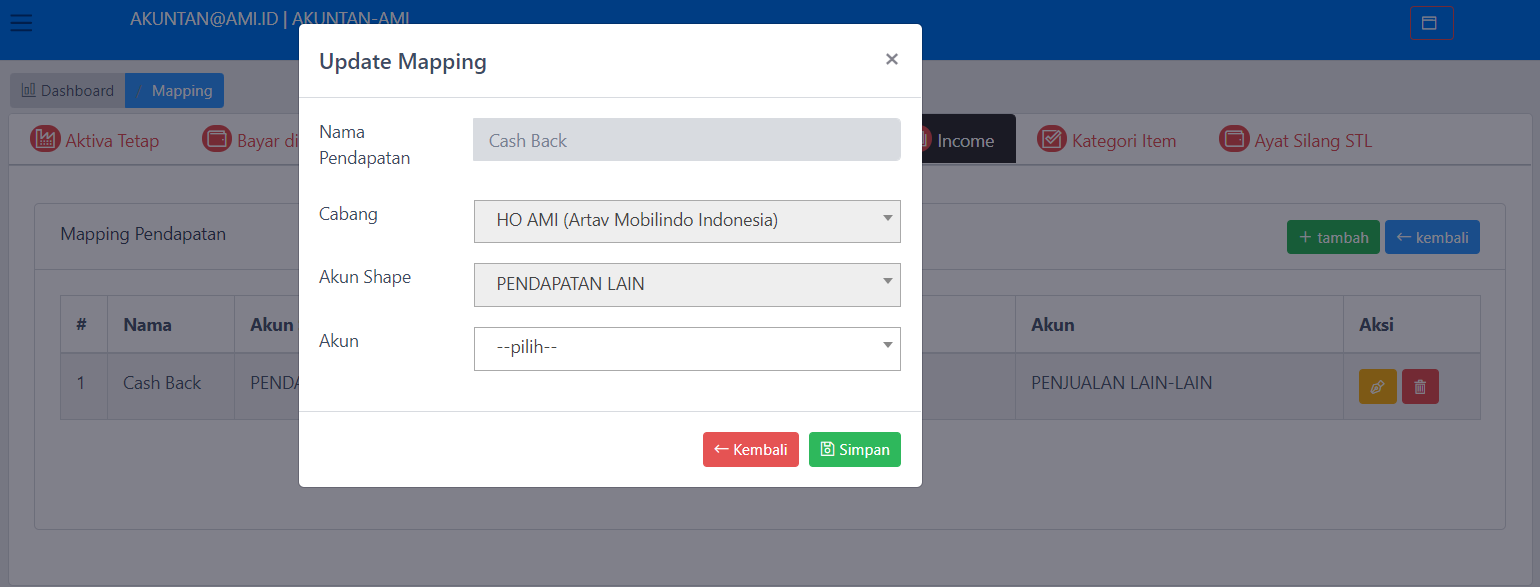 AKUNTAN@AMI.ID | AKUNTAN-AMI
Update Mapping
×
Dashboard / Mapping
Aktiva Tetap
Bayar di
Income
Kategori Item
Ayat Silang STL
Nama
Pendapatan
Cash Back
Cabang
HO AMI (Artav Mobilindo Indonesia)
Akun Shape
PENDAPATAN LAIN
Akun
--pilih--
← Kembali
Simpan
Mapping Pendapatan
+ tambah
← kembali
# Nama Akun Akun Aksi
1 Cash Back PENDA PENJUALAN LAIN-LAIN